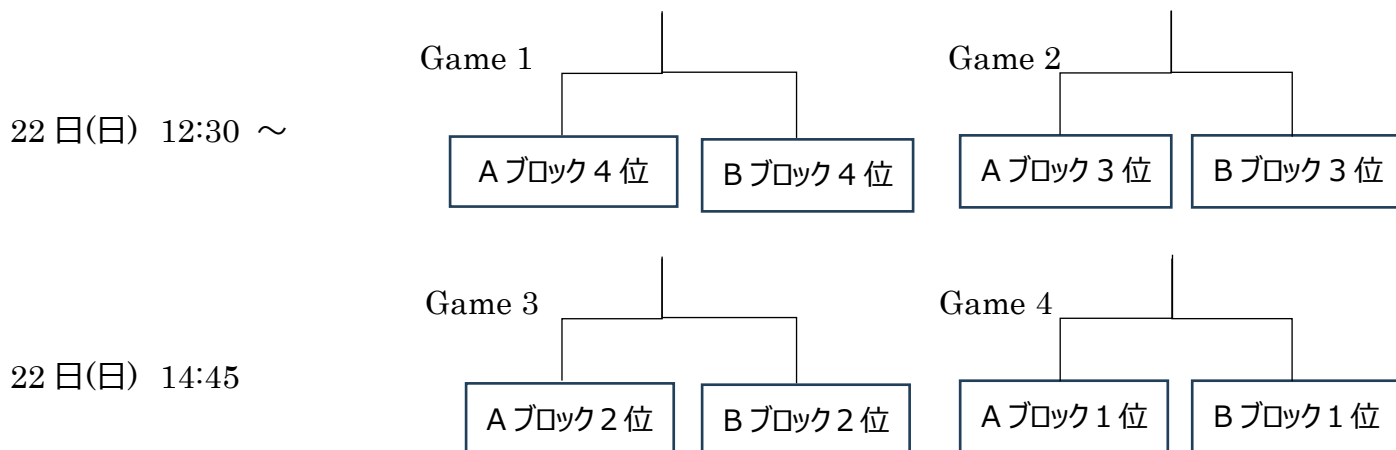 Game 1
Game 2
22 日(日) 12:30 ～
A ブロック 4 位
B ブロック 4 位
A ブロック 3 位
B ブロック 3 位
Game 3
Game 4
22 日(日) 14:45
A ブロック 2 位
B ブロック 2 位
A ブロック 1 位
B ブロック 1 位